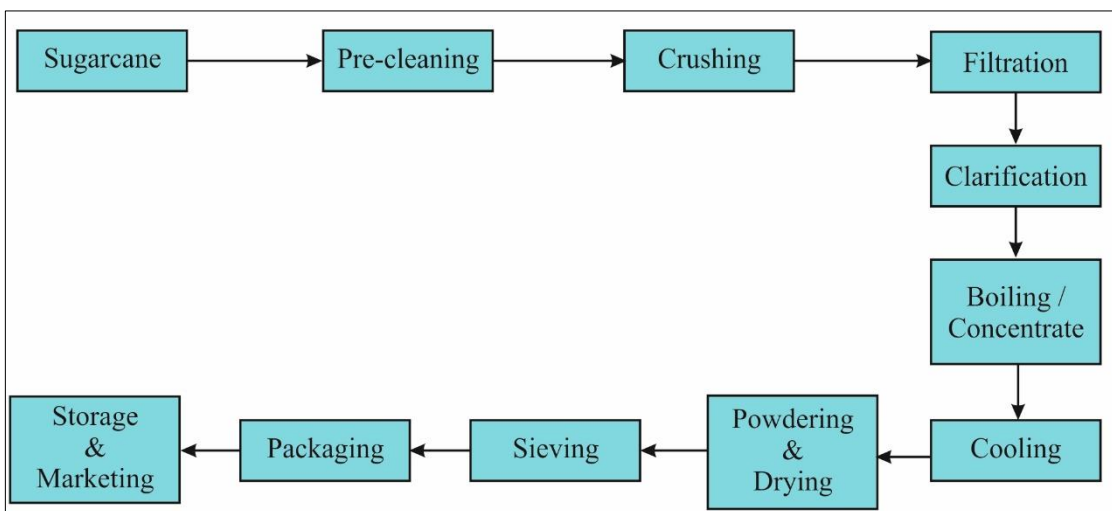 Sugarcane
Pre-cleaning
Crushing
Filtration
Clarification
Boiling /
Concentrate
Cooling
Powdering
&
Drying
Sieving
Packaging
Storage
&
Marketing